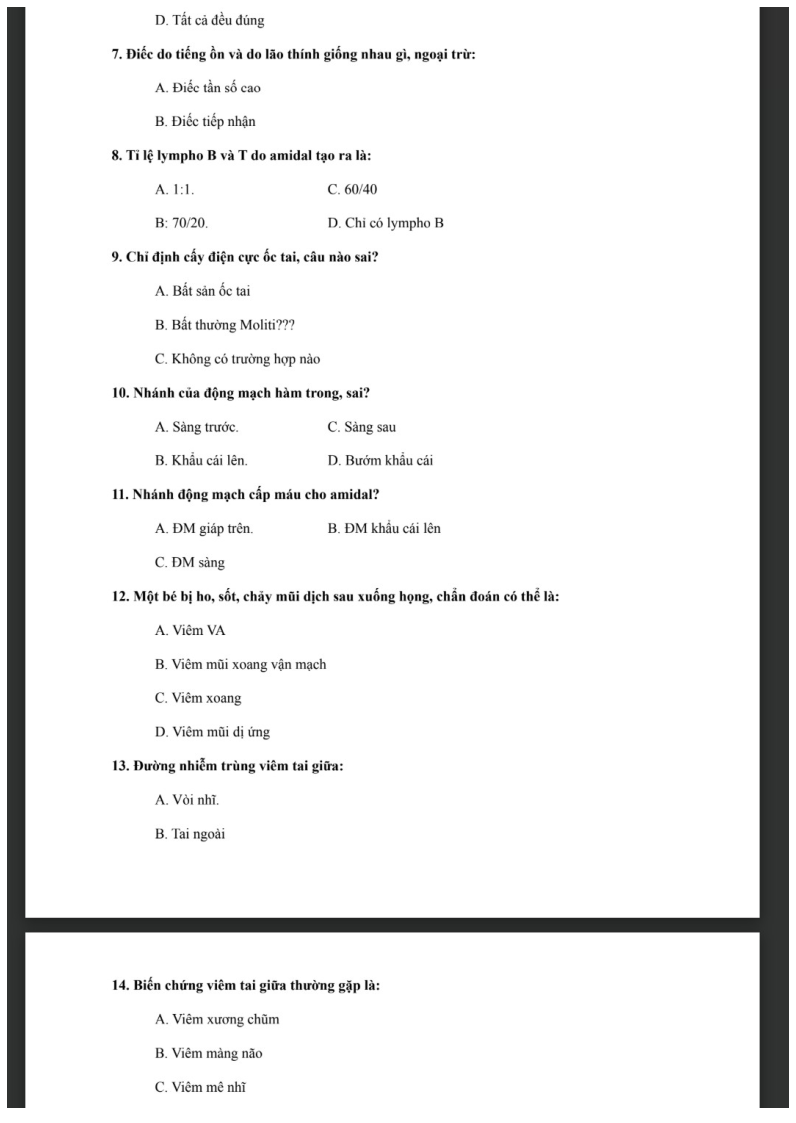 D. Tất cả đều đúng
7. Điếc do tiếng ồn và do lão thính giống nhau gì, ngoại trừ:
A. Điếc tần số cao
B. Điếc tiếp nhận
8. Tỉ lệ lympho B và T do amidal tạo ra là:
A. 1:1. C. 60/40
B: 70/20. D. Chỉ có lympho B
9. Chỉ định cấy điện cực ốc tai, câu nào sai?
A. Bất sản ốc tai
B. Bất thường Moliti???
C. Không có trường hợp nào
10. Nhánh của động mạch hàm trong, sai?
A. Sàng trước. C. Sàng sau
B. Khẩu cái lên. D. Bướm khẩu cái
11. Nhánh động mạch cấp máu cho amidal?
A. ĐM giáp trên. B. ĐM khẩu cái lên
C. ĐM sàng
12. Một bé bị ho, sốt, chảy mũi dịch sau xuống họng, chẩn đoán có thể là:
A. Viêm VA
B. Viêm mũi xoang vận mạch
C. Viêm xoang
D. Viêm mũi dị ứng
13. Đường nhiễm trùng viêm tai giữa:
A. Vòi nhĩ.
B. Tai ngoài
14. Biến chứng viêm tai giữa thường gặp là:
A. Viêm xương chũm
B. Viêm màng não
C. Viêm mê nhĩ